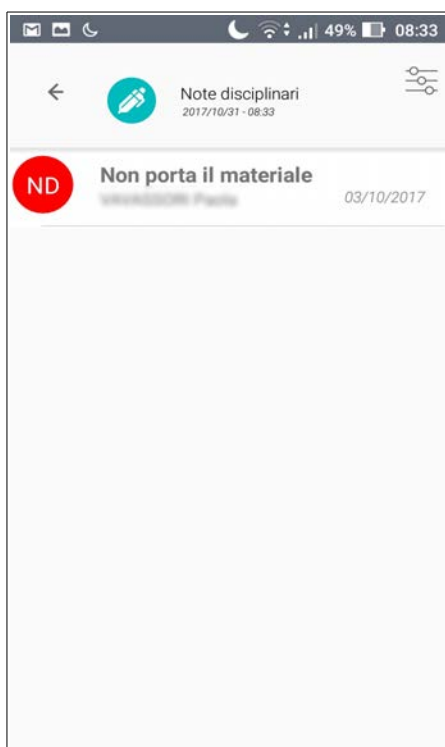 49% 08:33
Note disciplinari
2017/10/31 - 08:33
ND
Non porta il materiale
03/10/2017